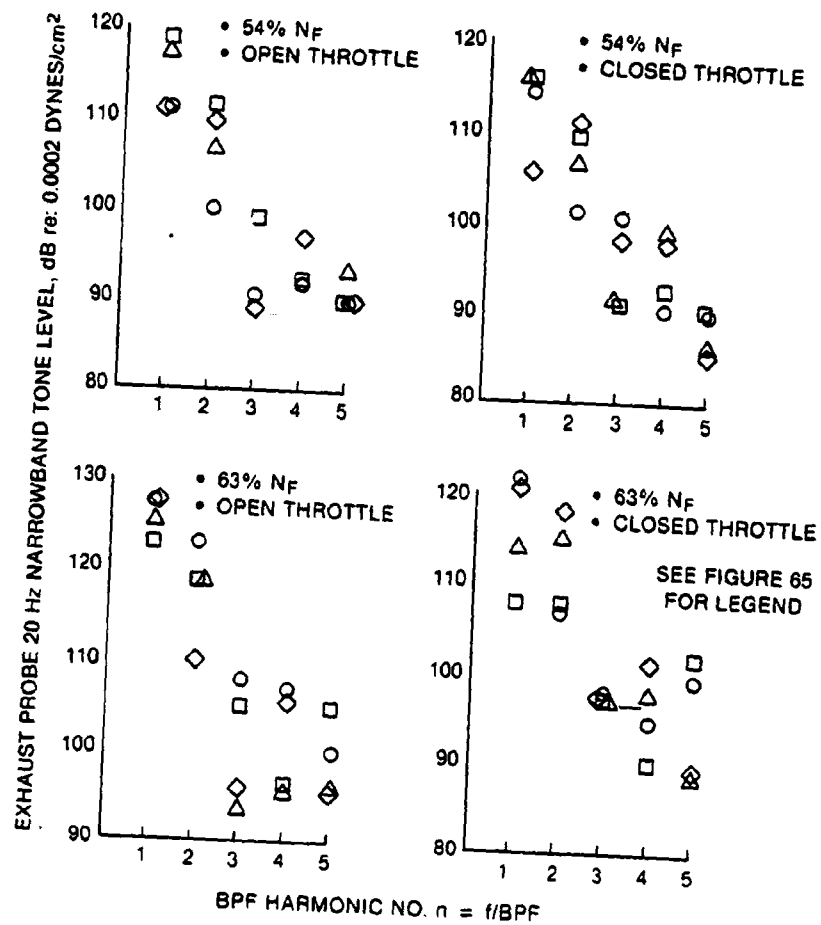 EXHAUST PROBE 20 Hz NARROWBAND TONE LEVEL, dB re: 0.0002 DYNES/cm²
• 54% NF
• OPEN THROTTLE
120
110
100
90
80
1 2 3 4 5
• 54% NF
• CLOSED THROTTLE
120
110
100
90
80
1 2 3 4 5
• 63% NF
• OPEN THROTTLE
130
120
110
100
90
1 2 3 4 5
• 63% NF
• CLOSED THROTTLE
SEE FIGURE 65
FOR LEGEND
120
110
100
90
80
1 2 3 4 5
BPF HARMONIC NO. n = f/BPF